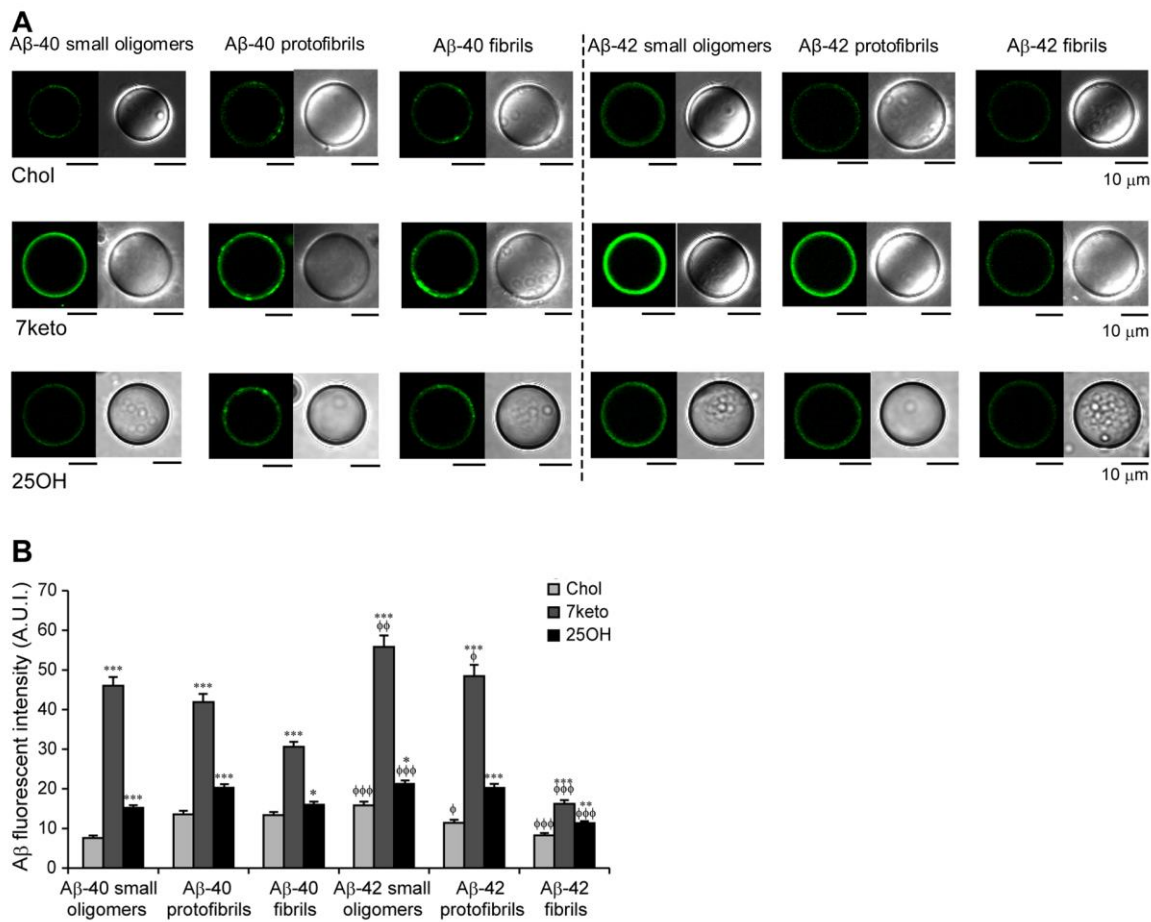 A
Aβ-40 small oligomers Aβ-40 protofibrils Aβ-40 fibrils Aβ-42 small oligomers Aβ-42 protofibrils Aβ-42 fibrils
Chol
10 μm
7keto
10 μm
25OH
10 μm
B
Aβ fluorescent intensity (A.U.I.)
70
60
50
40
30
20
10
0
Chol
7keto
25OH
***
***
***
***
***
*
ϕϕϕ
***
ϕϕ
*
ϕϕϕ
ϕ
***
ϕ
***
ϕϕϕ
***
ϕϕϕ
**
ϕϕϕ
Aβ-40 small
oligomers
Aβ-40
protofibrils
Aβ-40
fibrils
Aβ-42 small
oligomers
Aβ-42
protofibrils
Aβ-42
fibrils